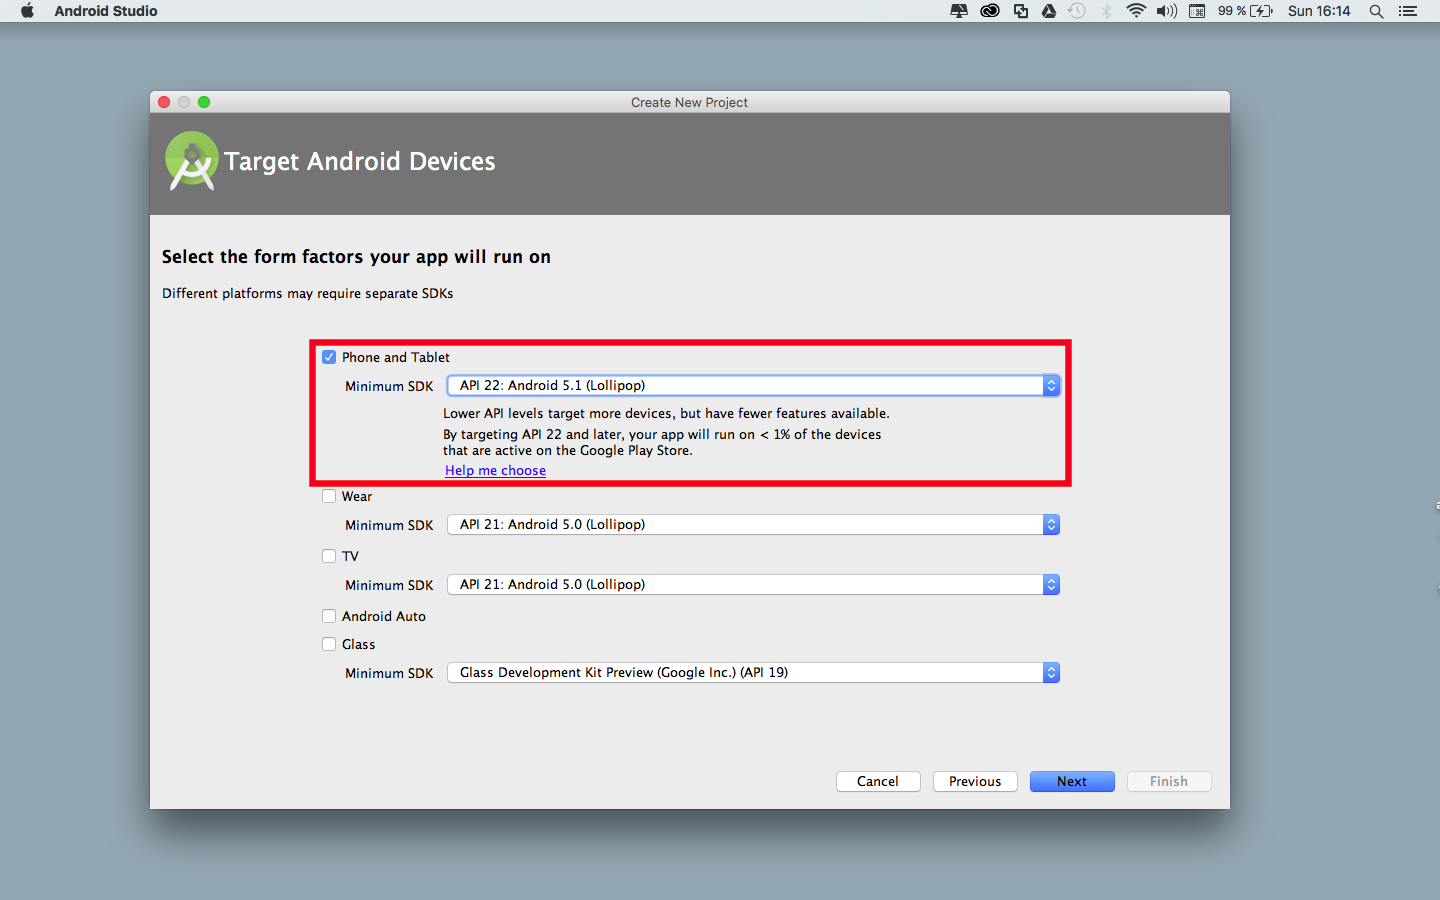 Android Studio
99 %
Sun 16:14
Create New Project
Target Android Devices
Select the form factors your app will run on
Different platforms may require separate SDKs
Phone and Tablet
Minimum SDK
API 22: Android 5.1 (Lollipop)
Lower API levels target more devices, but have fewer features available.
By targeting API 22 and later, your app will run on < 1% of the devices
that are active on the Google Play Store.
Help me choose
Wear
Minimum SDK
API 21: Android 5.0 (Lollipop)
TV
Minimum SDK
API 21: Android 5.0 (Lollipop)
Android Auto
Glass
Minimum SDK
Glass Development Kit Preview (Google Inc.) (API 19)
Cancel
Previous
Next
Finish